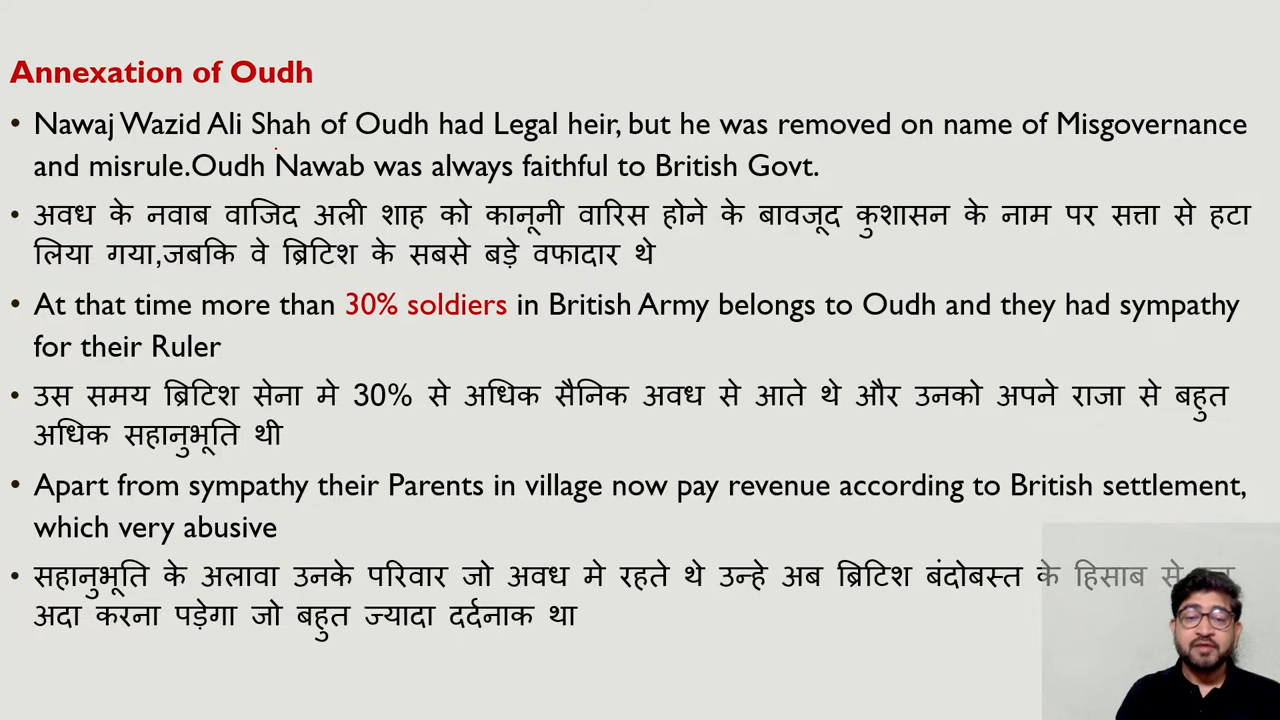 Annexation of Oudh
• Nawaj Wazid Ali Shah of Oudh had Legal heir, but he was removed on name of Misgovernance
and misrule.Oudh Nawab was always faithful to British Govt.
• अवध के नवाब वाजिद अली शाह को कानूनी वारिस होने के बावजूद कुशासन के नाम पर सत्ता से हटा
लिया गया,जबकि वे ब्रिटिश के सबसे बड़े वफादार थे
• At that time more than 30% soldiers in British Army belongs to Oudh and they had sympathy
for their Ruler
• उस समय ब्रिटिश सेना मे 30% से अधिक सैनिक अवध से आते थे और उनको अपने राजा से बहुत
अधिक सहानुभूति थी
• Apart from sympathy their Parents in village now pay revenue according to British settlement,
which very abusive
• सहानुभूति के अलावा उनके परिवार जो अवध मे रहते थे उन्हे अब ब्रिटिश बंदोबस्त के हिसाब से
अदा करना पड़ेगा जो बहुत ज्यादा दर्दनाक था